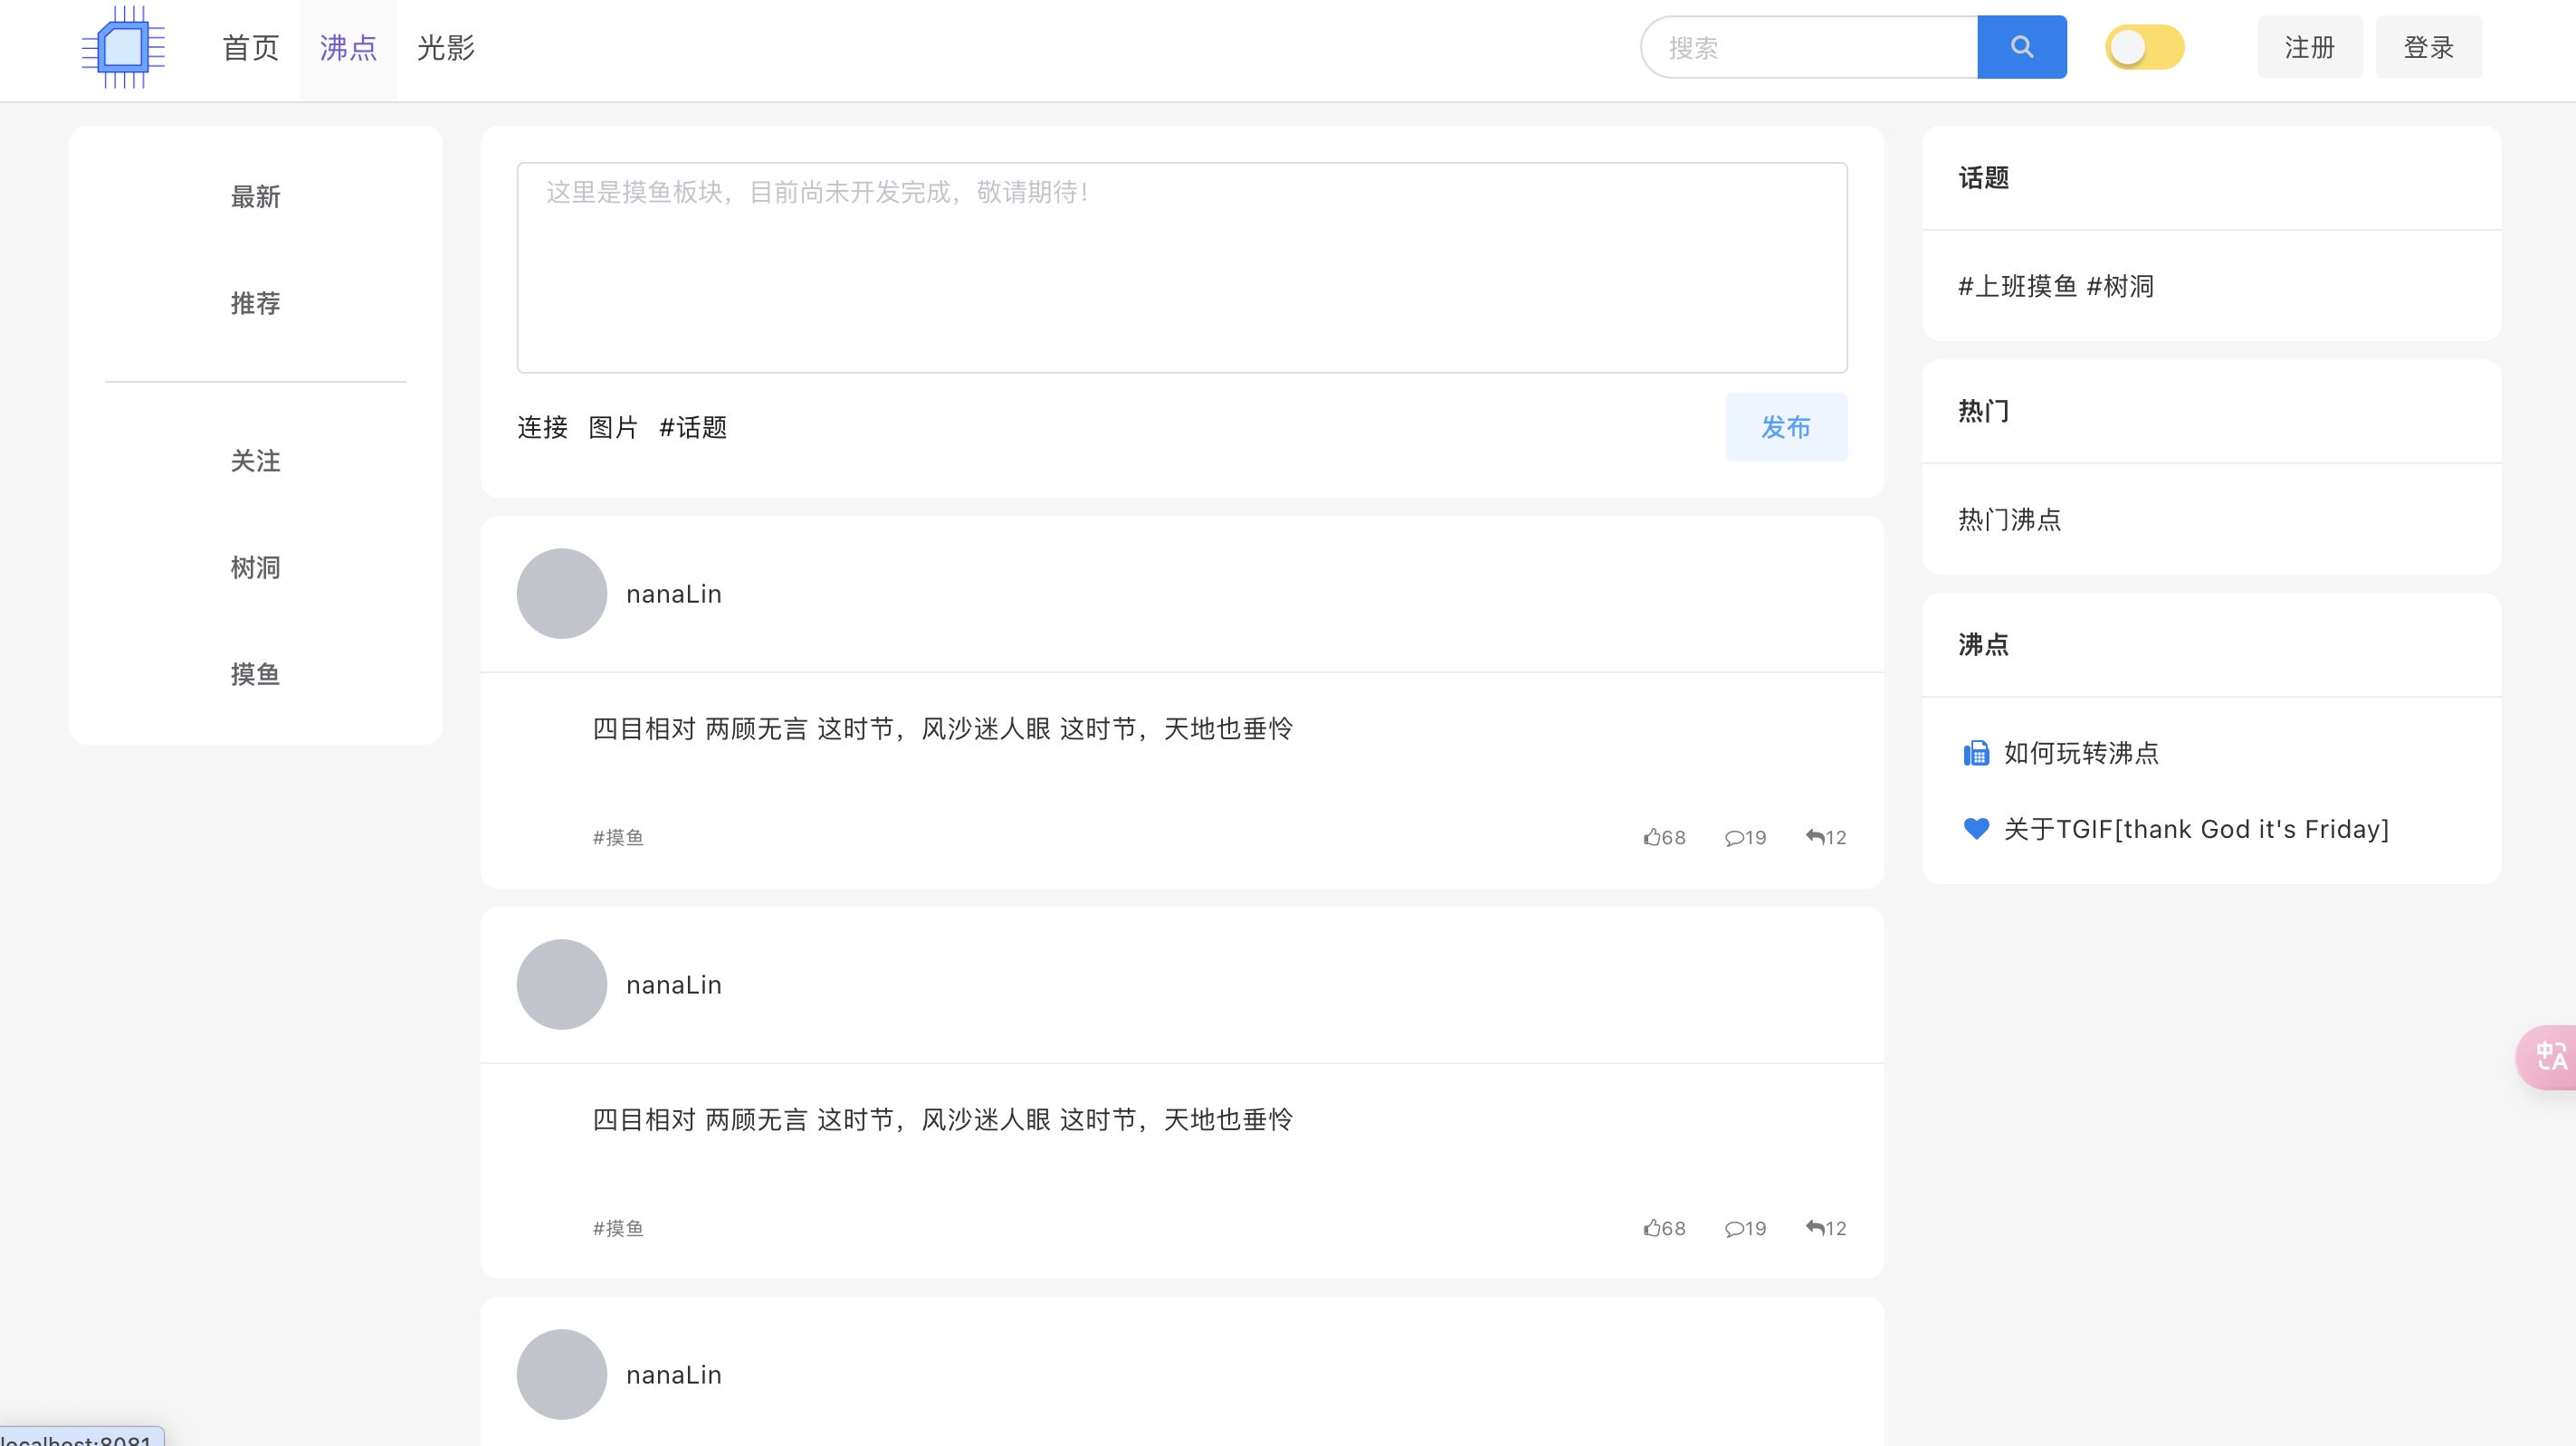 首页 沸点 光影 搜索 注册 登录
最新
推荐
关注
树洞
摸鱼
这里是摸鱼板块，目前尚未开发完成，敬请期待！
连接 图片 #话题 发布
nanaLin
四目相对 两顾无言 这时节，风沙迷人眼 这时节，天地也垂怜
#摸鱼 68 19 12
nanaLin
四目相对 两顾无言 这时节，风沙迷人眼 这时节，天地也垂怜
#摸鱼 68 19 12
nanaLin
话题
#上班摸鱼 #树洞
热门
热门沸点
沸点
如何玩转沸点
关于TGIF[thank God it's Friday]
中A
localhost:8081